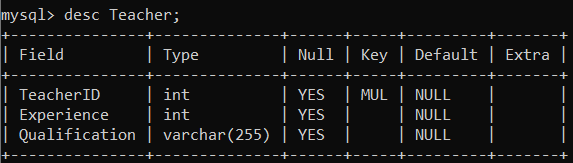 mysql> desc Teacher;
+---------------+--------------+------+-----+---------+-------+
| Field         | Type         | Null | Key | Default | Extra |
+---------------+--------------+------+-----+---------+-------+
| TeacherID     | int          | YES  | MUL | NULL    |       |
| Experience    | int          | YES  |     | NULL    |       |
| Qualification | varchar(255) | YES  |     | NULL    |       |
+---------------+--------------+------+-----+---------+-------+